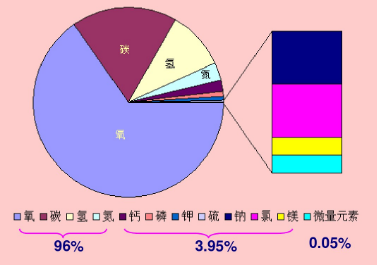 碳
氢
氮
氧
氧 碳 氢 氮 钙 磷 钾 硫 钠 氯 镁 微量元素
96% 3.95% 0.05%